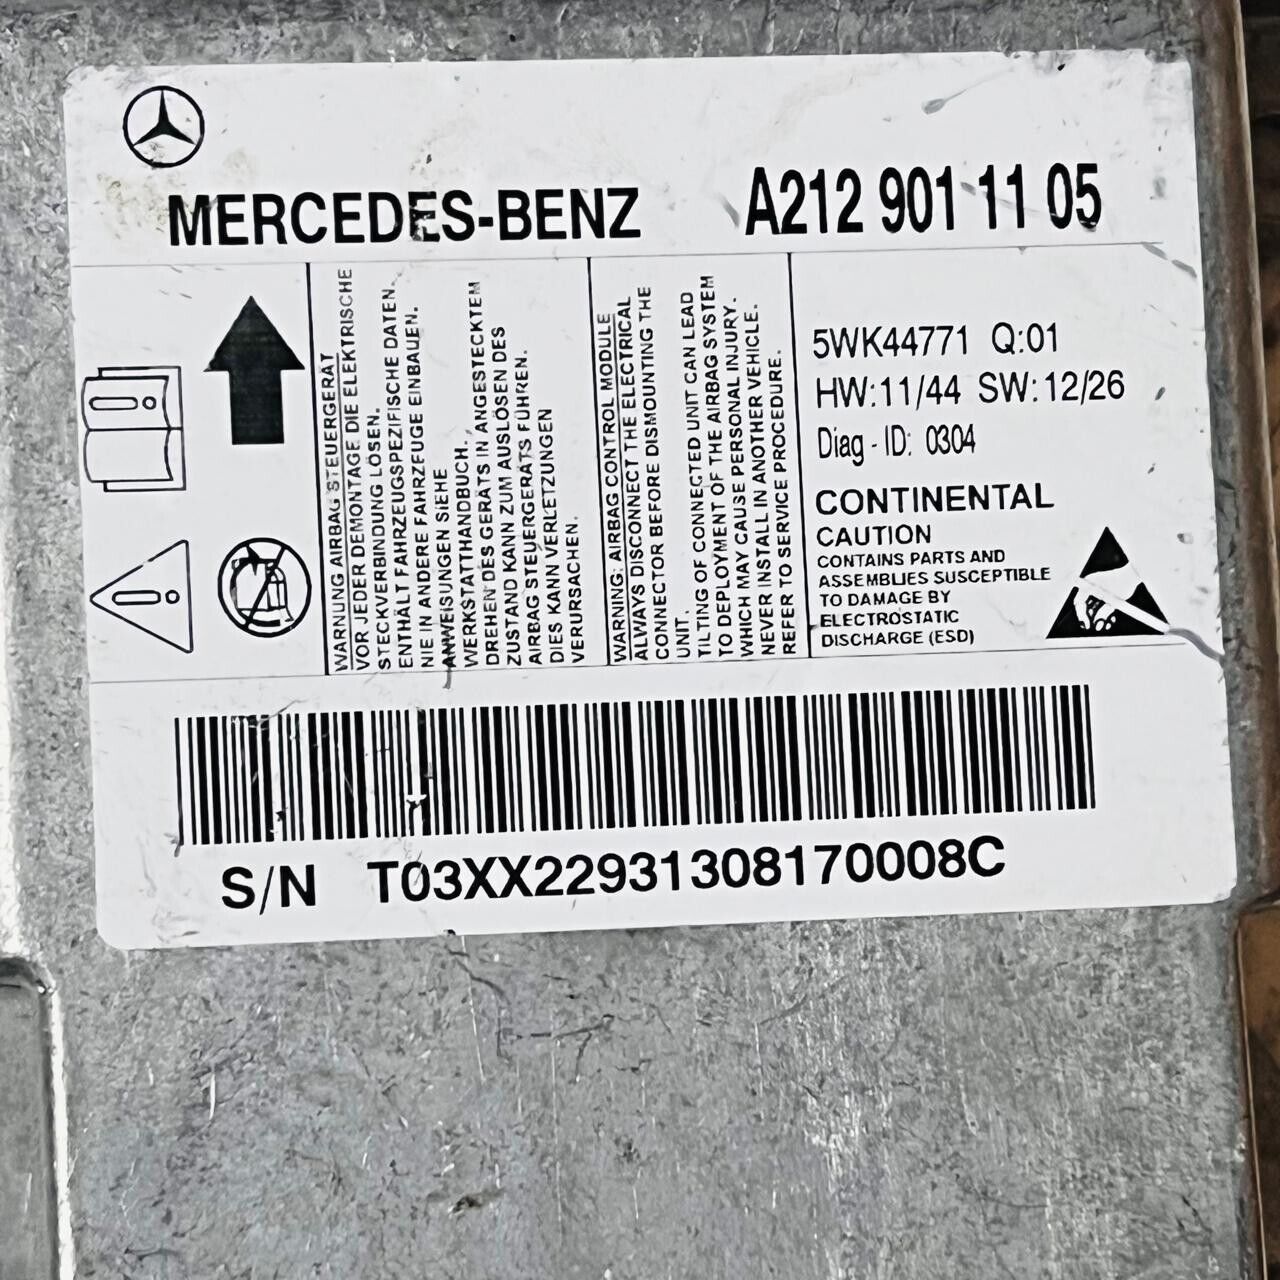 MERCEDES-BENZ A212 901 11 05
WARNUNG AIRBAG STEUERGERÄT
VOR JEDER DEMONTAGE DIE ELEKTRISCHE
STECKVERBINDUNG LÖSEN.
ENTHÄLT FAHRZEUGSPEZIFISCHE DATEN.
NIE IN ANDERE FAHRZEUGE EINBAUEN.
ANWEISUNGEN SIEHE
WERKSTATTHANDBUCH.
DREHEN DES GERÄTS IN ANGESTECKTEM
ZUSTAND KANN ZUM AUSLÖSEN DES
AIRBAG STEUERGERÄTS FÜHREN.
DIES KANN VERLETZUNGEN
VERURSACHEN.
WARNING: AIRBAG CONTROL MODULE
ALWAYS DISCONNECT THE ELECTRICAL
CONNECTOR BEFORE DISMOUNTING THE
UNIT.
TILTING OF CONNECTED UNIT CAN LEAD
TO DEPLOYMENT OF THE AIRBAG SYSTEM
WHICH MAY CAUSE PERSONAL INJURY.
NEVER INSTALL IN ANOTHER VEHICLE.
REFER TO SERVICE PROCEDURE.
5WK44771 Q:01
HW:11/44 SW:12/26
Diag - ID: 0304
CONTINENTAL
CAUTION
CONTAINS PARTS AND
ASSEMBLIES SUSCEPTIBLE
TO DAMAGE BY
ELECTROSTATIC
DISCHARGE (ESD)
S/N T03XX22931308170008C